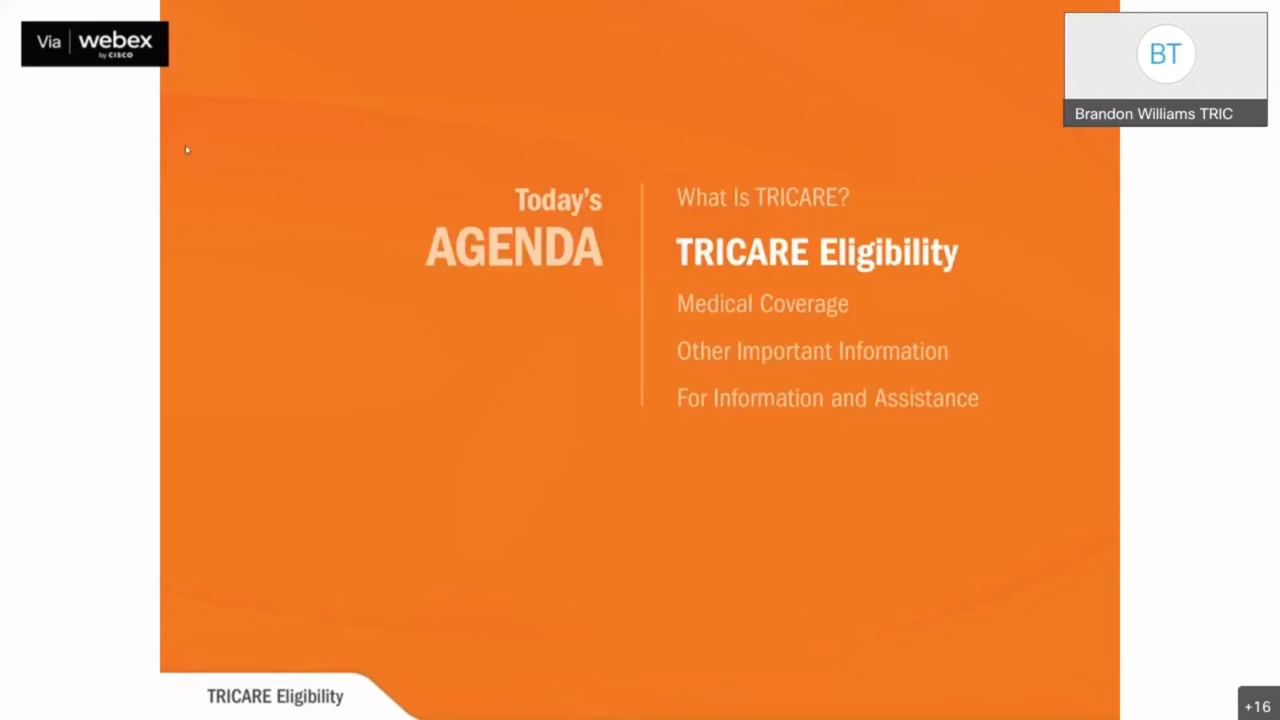 Via webex
by CISCO
BT
Brandon Williams TRIC
Today's
AGENDA
What Is TRICARE?
TRICARE Eligibility
Medical Coverage
Other Important Information
For Information and Assistance
TRICARE Eligibility
+16